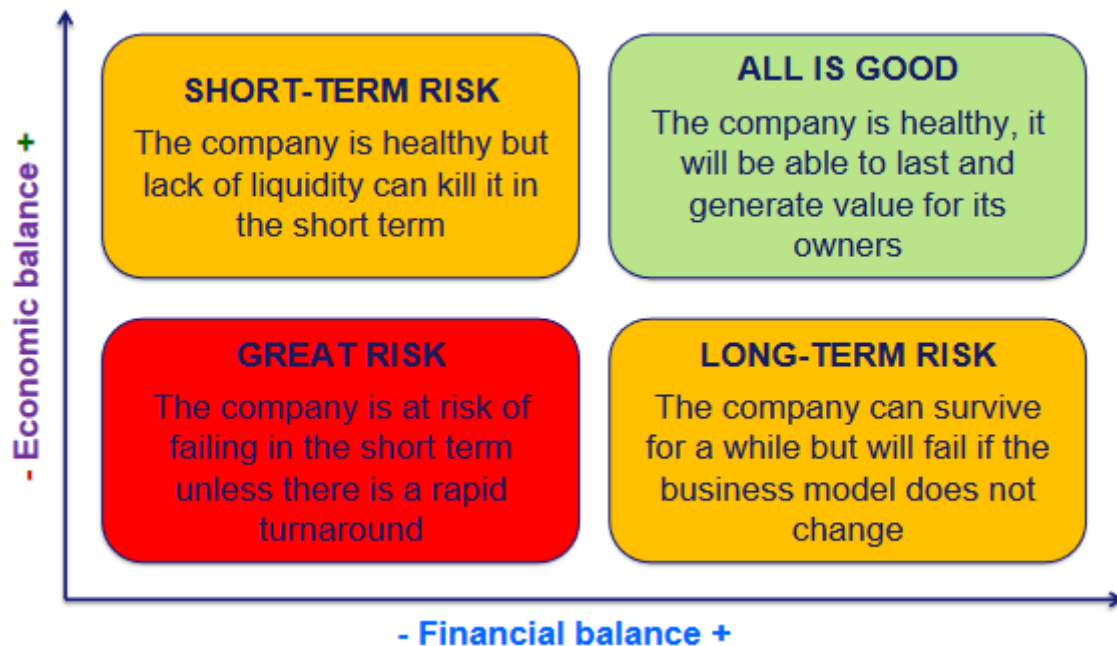 - Economic balance +
SHORT-TERM RISK
The company is healthy but
lack of liquidity can kill it in
the short term
ALL IS GOOD
The company is healthy, it
will be able to last and
generate value for its
owners
GREAT RISK
The company is at risk of
failing in the short term
unless there is a rapid
turnaround
LONG-TERM RISK
The company can survive
for a while but will fail if the
business model does not
change
- Financial balance +